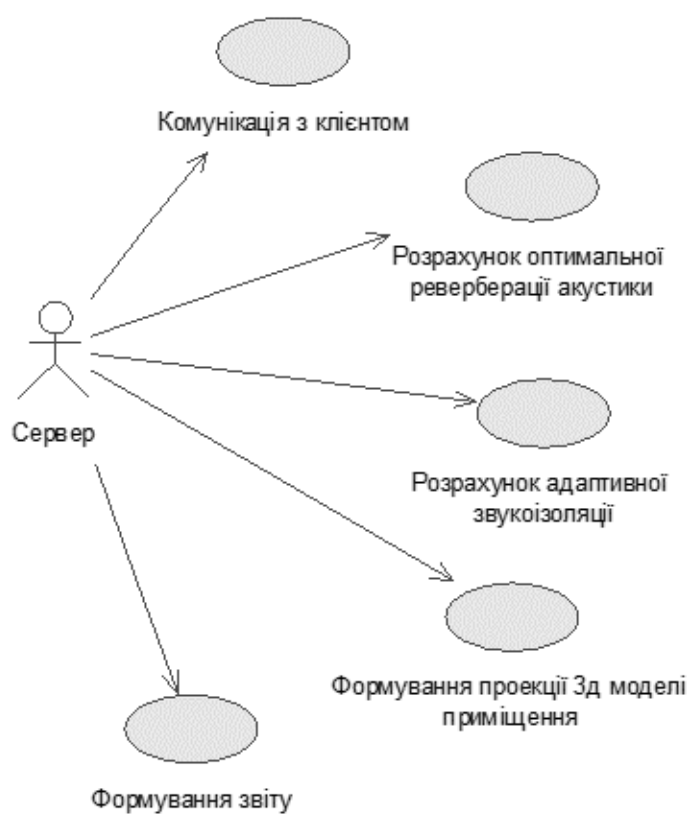 Комунікація з клієнтом
Розрахунок оптимальної
реверберації акустики
Сервер
Розрахунок адаптивної
звукоізоляції
Формування проекції 3д моделі
приміщення
Формування звіту